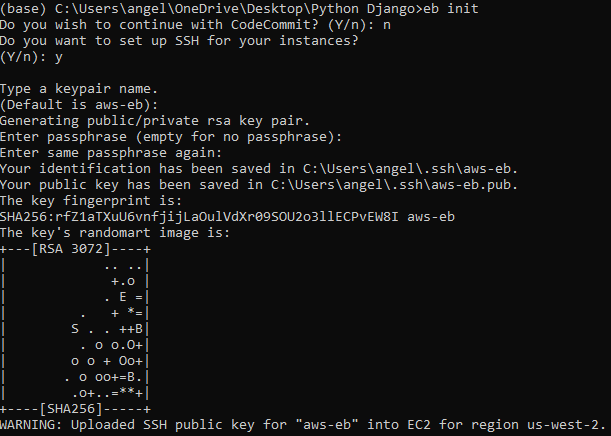 (base) C:\Users\angel\OneDrive\Desktop\Python Django>eb init
Do you wish to continue with CodeCommit? (Y/n): n
Do you want to set up SSH for your instances?
(Y/n): y

Type a keypair name.
(Default is aws-eb):
Generating public/private rsa key pair.
Enter passphrase (empty for no passphrase):
Enter same passphrase again:
Your identification has been saved in C:\Users\angel\.ssh\aws-eb.
Your public key has been saved in C:\Users\angel\.ssh\aws-eb.pub.
The key fingerprint is:
SHA256:rfZ1aTXuU6vnfjijLaOulVdXr09SOU2o3llECPvEW8I aws-eb
The key's randomart image is:
+---[RSA 3072]----+
|             .. ..|
|              +.o |
|             . E =|
|          .   + *=|
|         S . . ++B|
|          . o o.O+|
|         o o + Oo+|
|        . o oo+=B.|
|         .o+..=**+|
+----[SHA256]-----+
WARNING: Uploaded SSH public key for "aws-eb" into EC2 for region us-west-2.